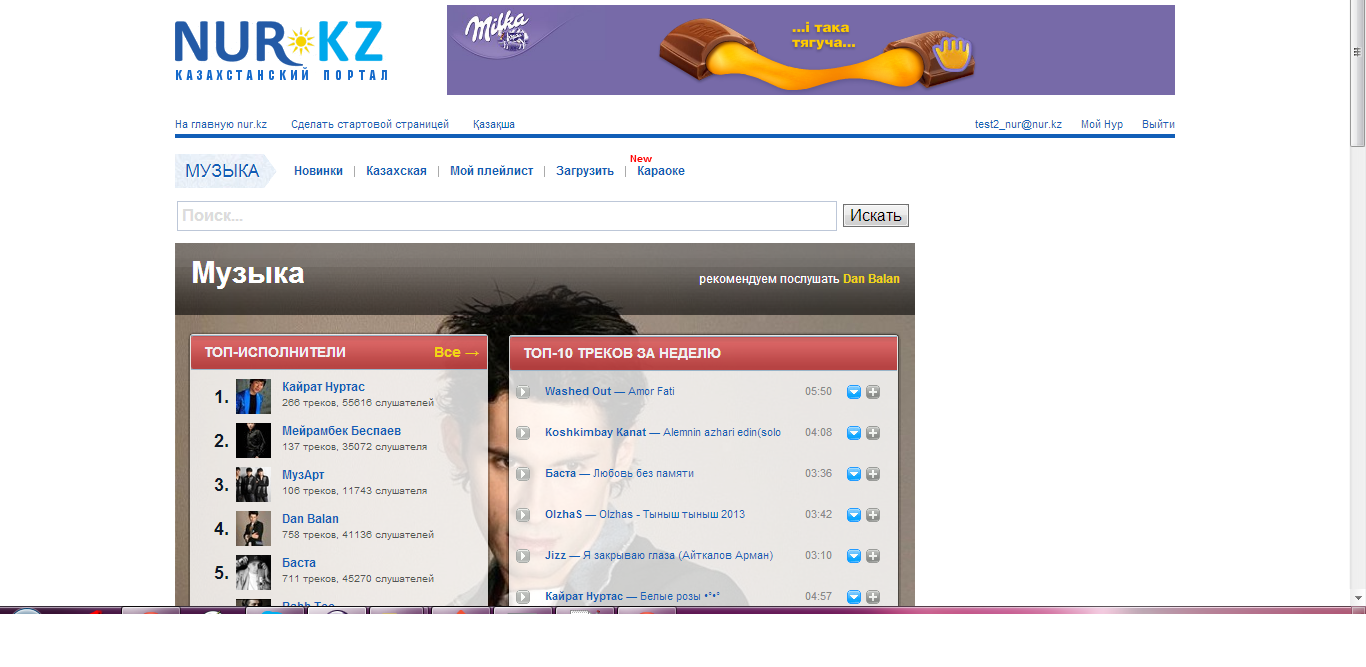 NUR KZ
КАЗАХСТАНСКИЙ ПОРТАЛ
Milka
...і така
тягуча...
На главную nur.kz Сделать стартовой страницей Қазақша test2_nur@nur.kz Мой Нур Выйти
МУЗЫКА Новинки | Казахская | Мой плейлист | Загрузить | Караоке
New
Поиск... Искать
Музыка
рекомендуем послушать Dan Balan
ТОП-ИСПОЛНИТЕЛИ Все →
1. Кайрат Нуртас
266 треков, 55616 слушателей
2. Мейрамбек Беспаев
137 треков, 35072 слушателя
3. МузАрт
106 треков, 11743 слушателя
4. Dan Balan
758 треков, 41136 слушателей
5. Баста
711 треков, 45270 слушателей
ТОП-10 ТРЕКОВ ЗА НЕДЕЛЮ
Washed Out — Amor Fati 05:50
Koshkimbay Kanat — Alemnin azhari edin(solo 04:08
Баста — Любовь без памяти 03:36
OlzhaS — Olzhas - Тыныш тыныш 2013 03:42
Jizz — Я закрываю глаза (Айткалов Арман) 03:10
Кайрат Нуртас — Белые розы •°•° 04:57